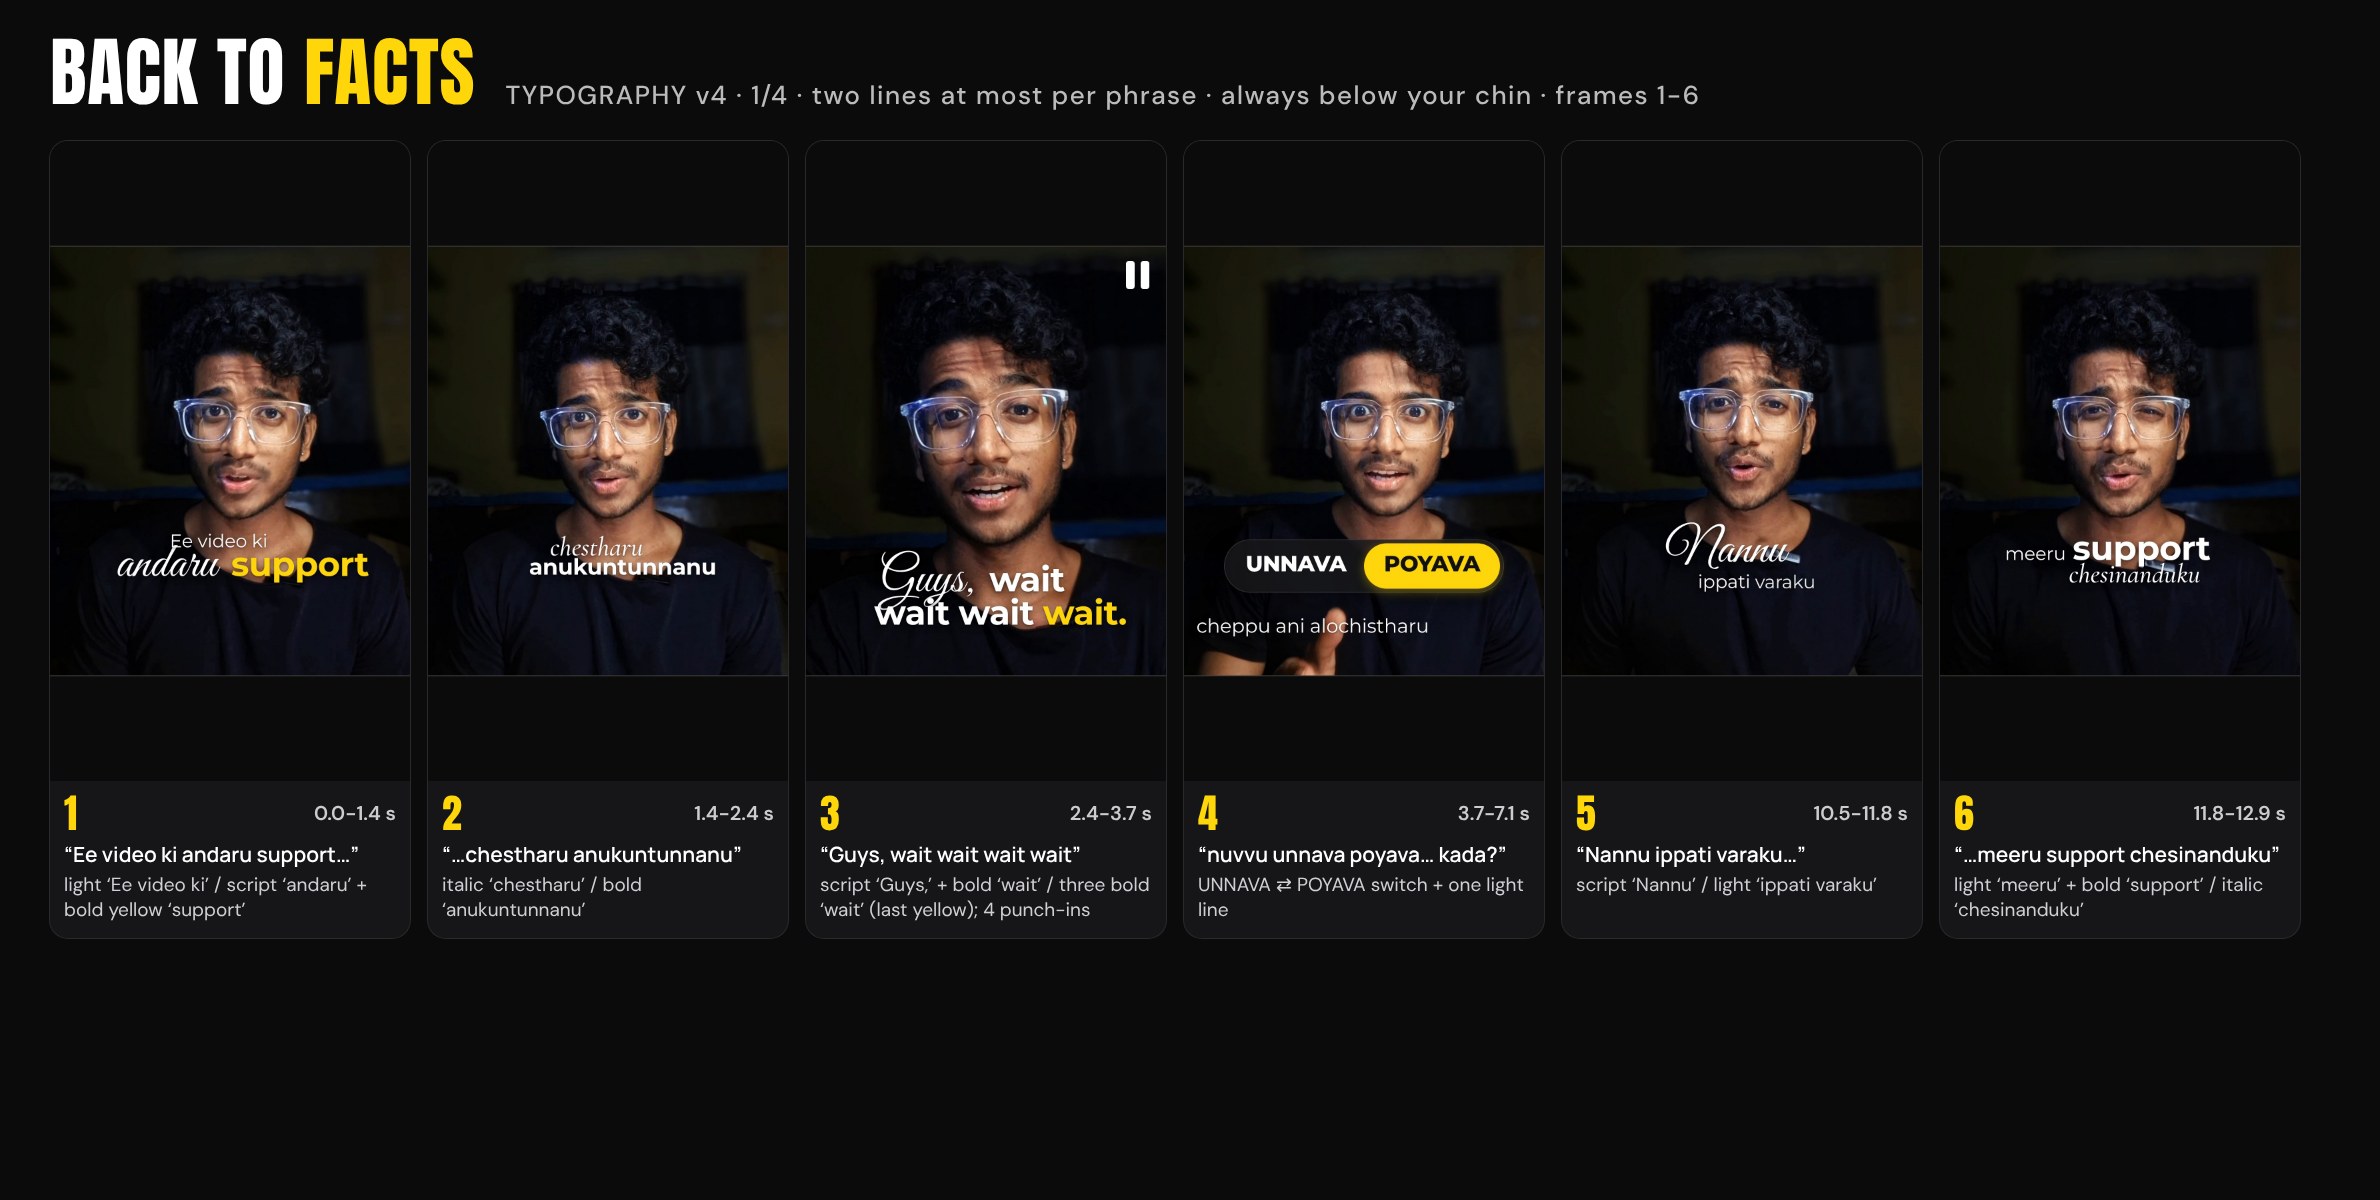 BACK TO FACTS
TYPOGRAPHY v4 · 1/4 · two lines at most per phrase · always below your chin · frames 1–6
Ee video ki
andaru support
1
0.0–1.4 s
“Ee video ki andaru support…”
light ‘Ee video ki’ / script ‘andaru’ +
bold yellow ‘support’
chestharu
anukuntunnanu
2
1.4–2.4 s
“…chestharu anukuntunnanu”
italic ‘chestharu’ / bold
‘anukuntunnanu’
Guys, wait
wait wait wait.
3
2.4–3.7 s
“Guys, wait wait wait wait”
script ‘Guys,’ + bold ‘wait’ / three bold
‘wait’ (last yellow); 4 punch-ins
UNNAVA POYAVA
cheppu ani alochistharu
4
3.7–7.1 s
“nuvvu unnava poyava… kada?”
UNNAVA ⇄ POYAVA switch + one light
line
Nannu
ippati varaku
5
10.5–11.8 s
“Nannu ippati varaku…”
script ‘Nannu’ / light ‘ippati varaku’
meeru support
chesinanduku
6
11.8–12.9 s
“…meeru support chesinanduku”
light ‘meeru’ + bold ‘support’ / italic
‘chesinanduku’